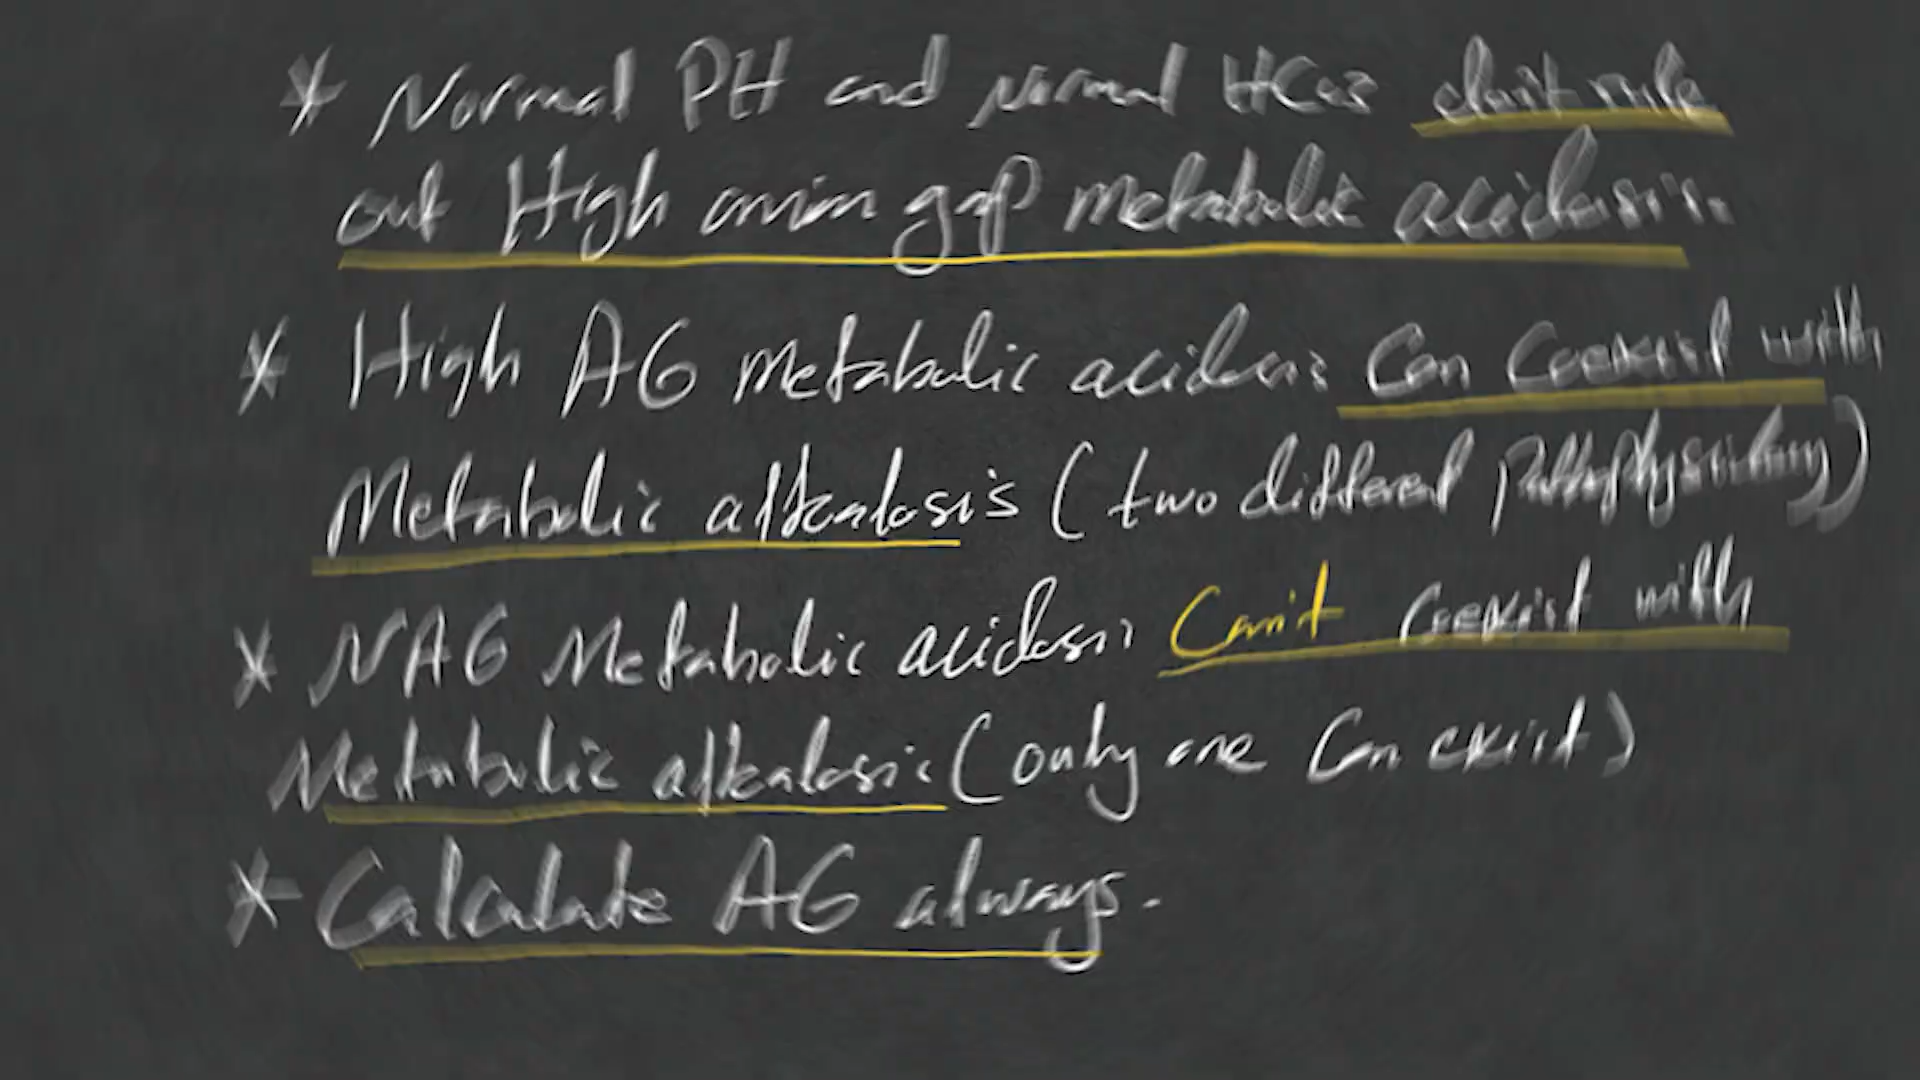 * Normal PH and normal HCO3 don't rule
out High anion gap metabolic acidosis.
* High AG metabolic acidosis can coexist with
Metabolic alkalosis (two different pathophysiology)
* NAG Metabolic acidosis can't coexist with
Metabolic alkalosis (only one can exist)
* Calculate AG always.